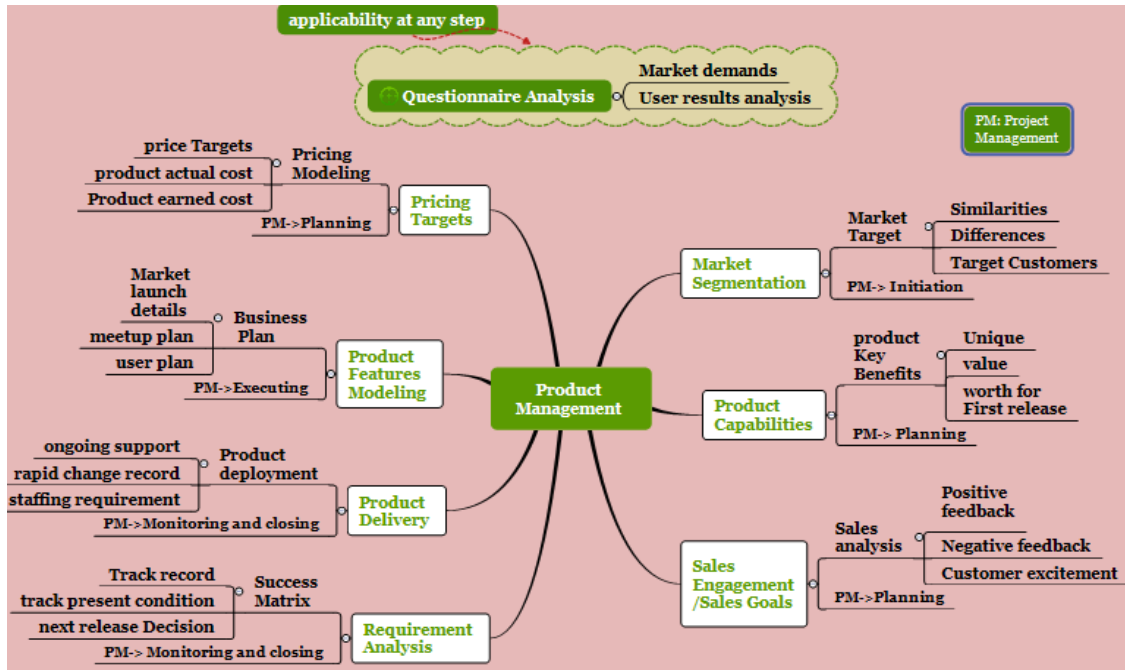 applicability at any step
Questionnaire Analysis
Market demands
User results analysis
PM: Project
Management
price Targets
product actual cost
Product earned cost
Pricing
Modeling
PM->Planning
Pricing
Targets
Market
launch
details
meetup plan
user plan
Business
Plan
PM->Executing
Product
Features
Modeling
ongoing support
rapid change record
staffing requirement
Product
deployment
PM->Monitoring and closing
Product
Delivery
Track record
track present condition
next release Decision
Success
Matrix
PM-> Monitoring and closing
Requirement
Analysis
Product
Management
Market
Segmentation
Market
Target
Similarities
Differences
Target Customers
PM-> Initiation
Product
Capabilities
product
Key
Benefits
Unique
value
worth for
First release
PM-> Planning
Sales
Engagement
/Sales Goals
Sales
analysis
Positive
feedback
Negative feedback
Customer excitement
PM->Planning